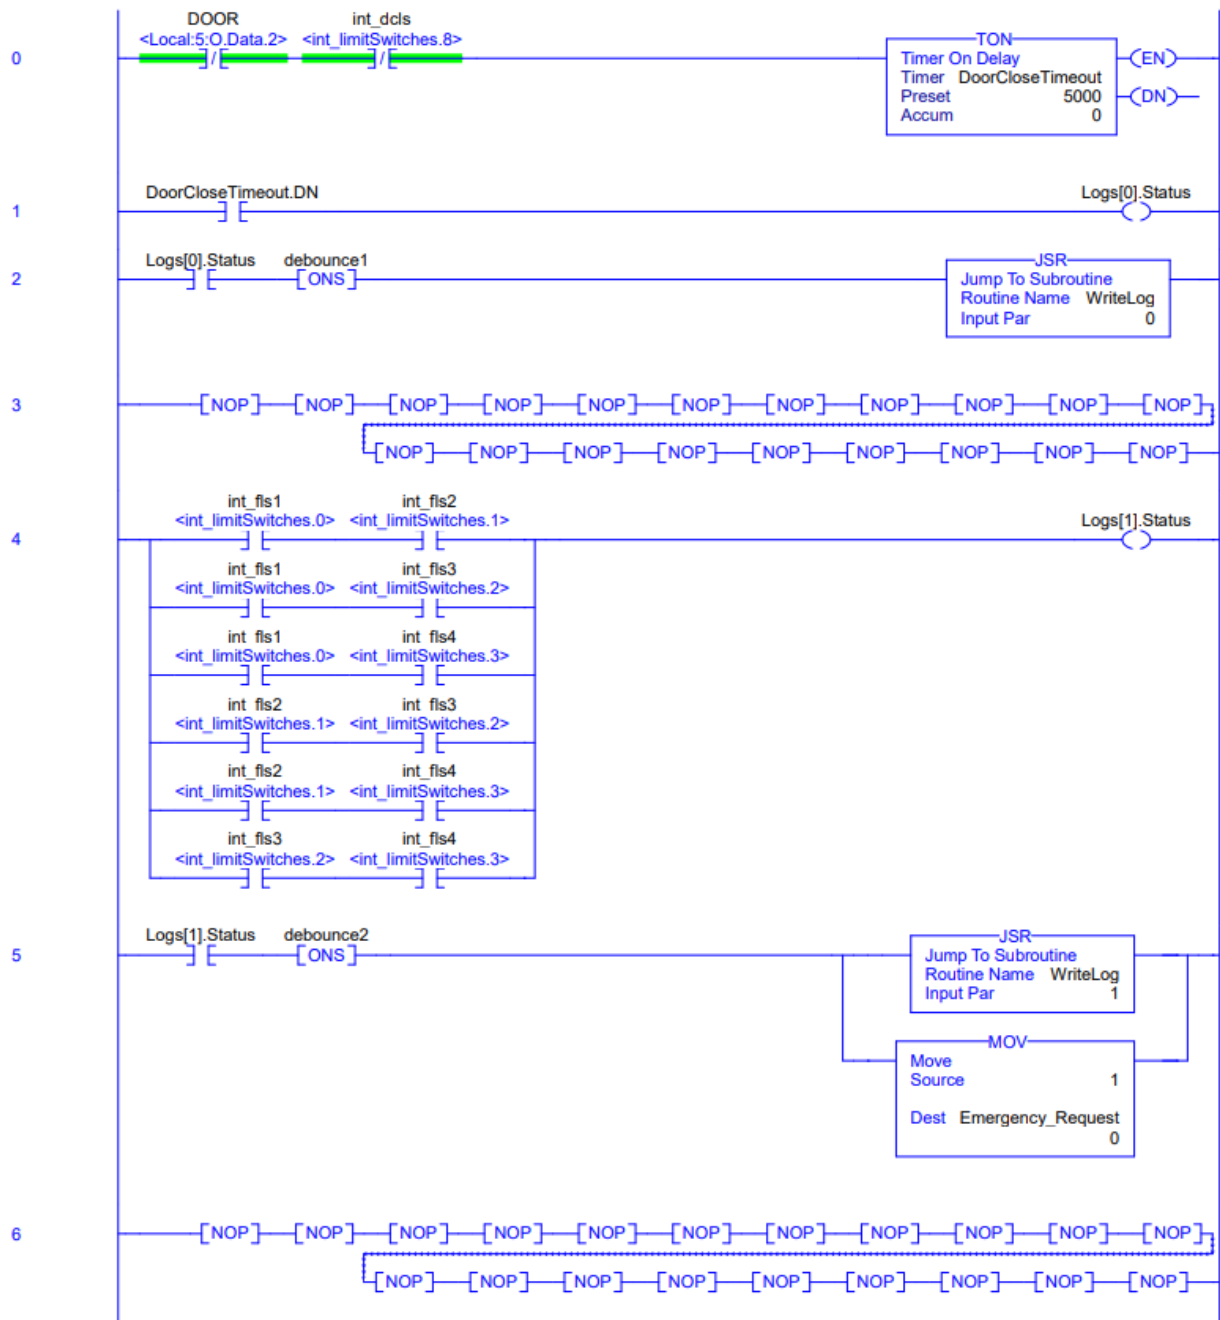 DOOR int_dcls
<Local:5:O.Data.2> <int_limitSwitches.8>
0 TON
Timer On Delay EN
Timer DoorCloseTimeout
Preset 5000 DN
Accum 0
DoorCloseTimeout.DN Logs[0].Status
1
Logs[0].Status debounce1
2 ONS JSR
Jump To Subroutine
Routine Name WriteLog
Input Par 0
3 NOP NOP NOP NOP NOP NOP NOP NOP NOP NOP NOP
NOP NOP NOP NOP NOP NOP NOP NOP NOP
int_fls1 int_fls2
<int_limitSwitches.0> <int_limitSwitches.1> Logs[1].Status
4
int_fls1 int_fls3
<int_limitSwitches.0> <int_limitSwitches.2>
int_fls1 int_fls4
<int_limitSwitches.0> <int_limitSwitches.3>
int_fls2 int_fls3
<int_limitSwitches.1> <int_limitSwitches.2>
int_fls2 int_fls4
<int_limitSwitches.1> <int_limitSwitches.3>
int_fls3 int_fls4
<int_limitSwitches.2> <int_limitSwitches.3>
Logs[1].Status debounce2
5 ONS JSR
Jump To Subroutine
Routine Name WriteLog
Input Par 1
MOV
Move
Source 1
Dest Emergency_Request
0
6 NOP NOP NOP NOP NOP NOP NOP NOP NOP NOP NOP
NOP NOP NOP NOP NOP NOP NOP NOP NOP